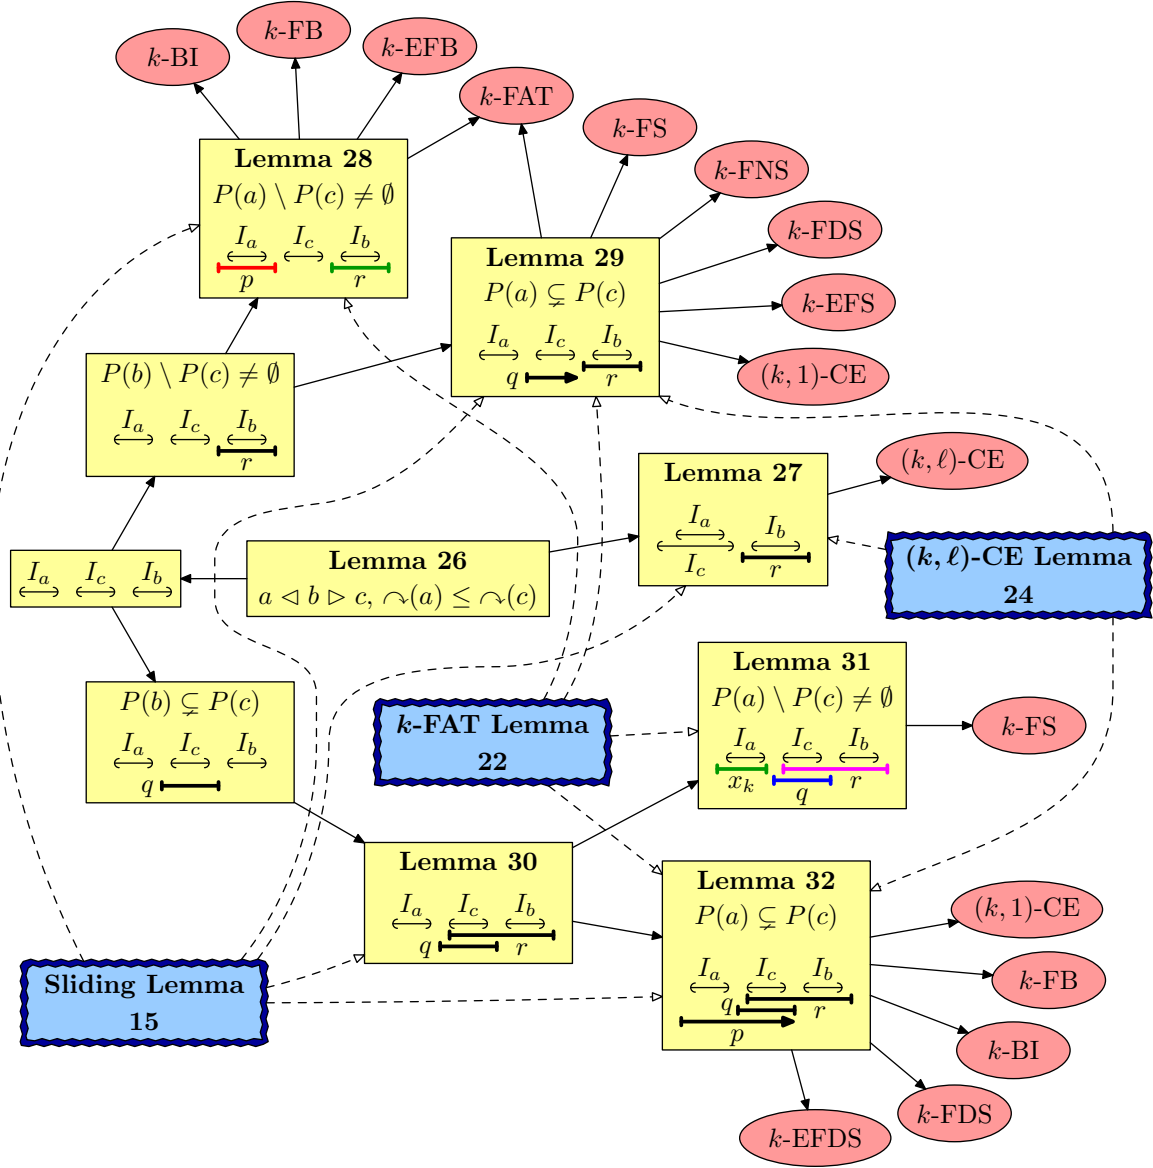 k-BI
k-FB
k-EFB
k-FAT
k-FS
k-FNS
k-FDS
k-EFS
(k, 1)-CE
Lemma 28
P(a) \ P(c) ≠ ∅
I_a I_c I_b
p r
Lemma 29
P(a) ⊊ P(c)
I_a I_c I_b
q r
P(b) \ P(c) ≠ ∅
I_a I_c I_b
r
Lemma 27
I_a I_b
I_c r
(k, ℓ)-CE
(k, ℓ)-CE Lemma
24
I_a I_c I_b
Lemma 26
a ◁ b ▷ c, ↷(a) ≤ ↷(c)
P(b) ⊊ P(c)
I_a I_c I_b
q
k-FAT Lemma
22
Lemma 31
P(a) \ P(c) ≠ ∅
I_a I_c I_b
x_k q r
k-FS
Lemma 30
I_a I_c I_b
q r
Lemma 32
P(a) ⊊ P(c)
I_a I_c I_b
q r
p
Sliding Lemma
15
(k, 1)-CE
k-FB
k-BI
k-FDS
k-EFDS